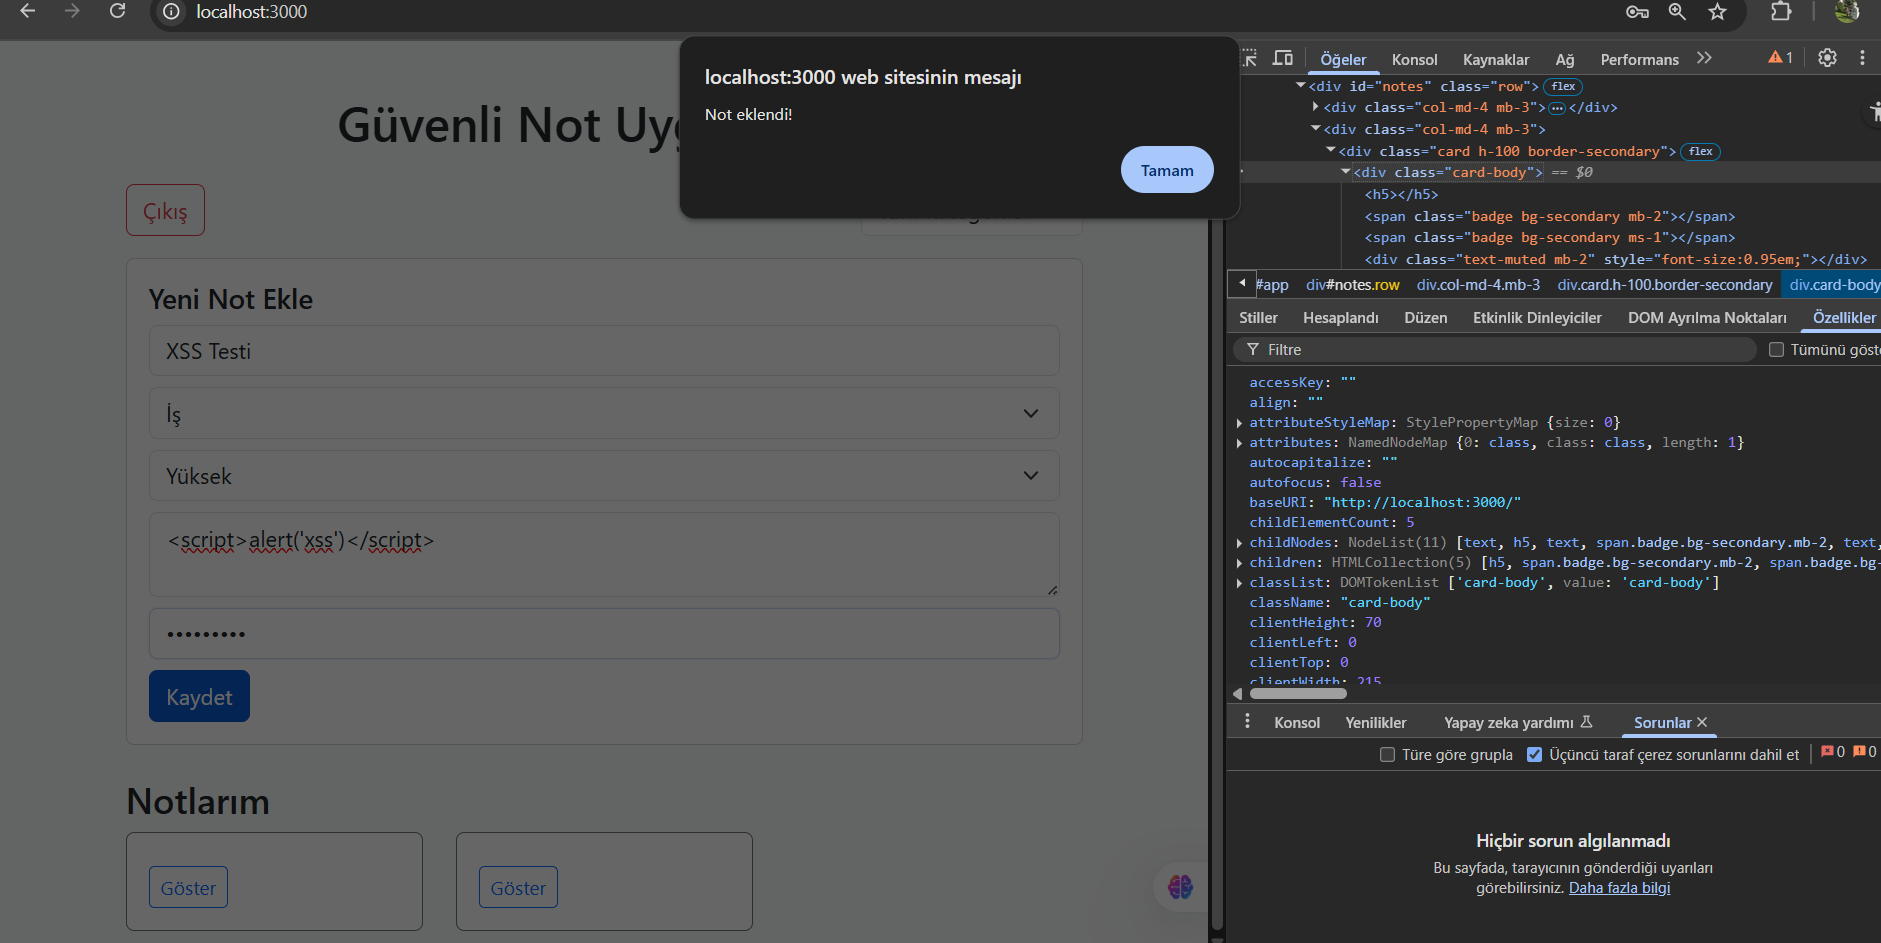 localhost:3000
localhost:3000 web sitesinin mesajı
Not eklendi!
Tamam
Güvenli Not Uyg
Çıkış
Yeni Not Ekle
XSS Testi
İş
Yüksek
<script>alert('xss')</script>
•••••••••
Kaydet
Notlarım
Göster
Göster
Öğeler Konsol Kaynaklar Ağ Performans 1
<div id="notes" class="row"> flex
<div class="col-md-4 mb-3"> ••• </div>
<div class="col-md-4 mb-3">
<div class="card h-100 border-secondary"> flex
<div class="card-body"> == $0
<h5></h5>
<span class="badge bg-secondary mb-2"></span>
<span class="badge bg-secondary ms-1"></span>
<div class="text-muted mb-2" style="font-size:0.95em;"></div>
#app div#notes.row div.col-md-4.mb-3 div.card.h-100.border-secondary div.card-body
Stiller Hesaplandı Düzen Etkinlik Dinleyiciler DOM Ayrılma Noktaları Özellikler
Filtre Tümünü göste
accessKey: ""
align: ""
attributeStyleMap: StylePropertyMap {size: 0}
attributes: NamedNodeMap {0: class, class: class, length: 1}
autocapitalize: ""
autofocus: false
baseURI: "http://localhost:3000/"
childElementCount: 5
childNodes: NodeList(11) [text, h5, text, span.badge.bg-secondary.mb-2, text,
children: HTMLCollection(5) [h5, span.badge.bg-secondary.mb-2, span.badge.bg-
classList: DOMTokenList ['card-body', value: 'card-body']
className: "card-body"
clientHeight: 70
clientLeft: 0
clientTop: 0
clientWidth: 215
Konsol Yenilikler Yapay zeka yardımı Sorunlar
Türe göre grupla Üçüncü taraf çerez sorunlarını dahil et 0 0
Hiçbir sorun algılanmadı
Bu sayfada, tarayıcının gönderdiği uyarıları
görebilirsiniz. Daha fazla bilgi